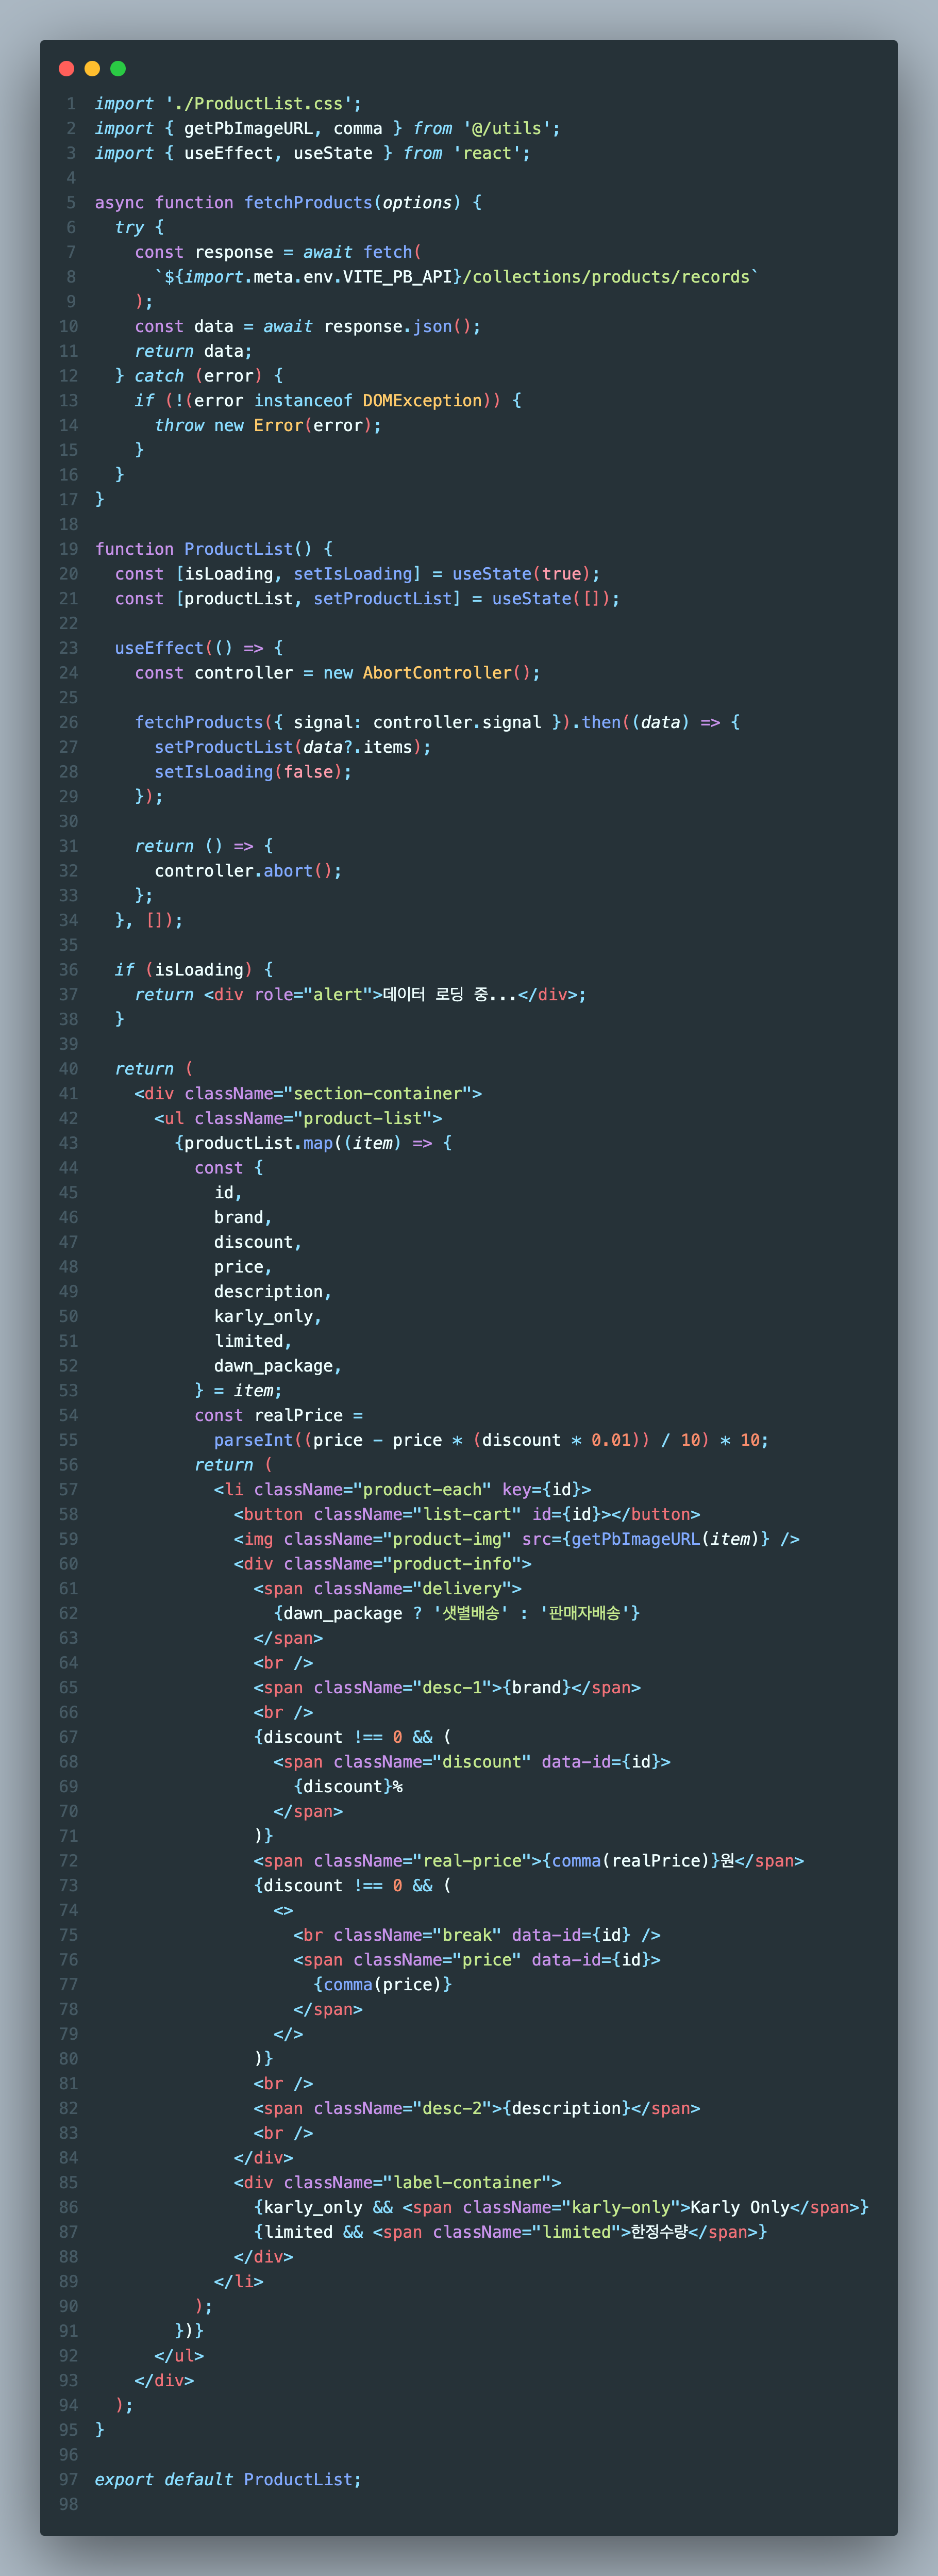 1 import './ProductList.css';
2 import { getPbImageURL, comma } from '@/utils';
3 import { useEffect, useState } from 'react';
4
5 async function fetchProducts(options) {
6   try {
7     const response = await fetch(
8       `${import.meta.env.VITE_PB_API}/collections/products/records`
9     );
10     const data = await response.json();
11     return data;
12   } catch (error) {
13     if (!(error instanceof DOMException)) {
14       throw new Error(error);
15     }
16   }
17 }
18
19 function ProductList() {
20   const [isLoading, setIsLoading] = useState(true);
21   const [productList, setProductList] = useState([]);
22
23   useEffect(() => {
24     const controller = new AbortController();
25
26     fetchProducts({ signal: controller.signal }).then((data) => {
27       setProductList(data?.items);
28       setIsLoading(false);
29     });
30
31     return () => {
32       controller.abort();
33     };
34   }, []);
35
36   if (isLoading) {
37     return <div role="alert">데이터 로딩 중...</div>;
38   }
39
40   return (
41     <div className="section-container">
42       <ul className="product-list">
43         {productList.map((item) => {
44           const {
45             id,
46             brand,
47             discount,
48             price,
49             description,
50             karly_only,
51             limited,
52             dawn_package,
53           } = item;
54           const realPrice =
55             parseInt((price - price * (discount * 0.01)) / 10) * 10;
56           return (
57             <li className="product-each" key={id}>
58               <button className="list-cart" id={id}></button>
59               <img className="product-img" src={getPbImageURL(item)} />
60               <div className="product-info">
61                 <span className="delivery">
62                   {dawn_package ? '샛별배송' : '판매자배송'}
63                 </span>
64                 <br />
65                 <span className="desc-1">{brand}</span>
66                 <br />
67                 {discount !== 0 && (
68                   <span className="discount" data-id={id}>
69                     {discount}%
70                   </span>
71                 )}
72                 <span className="real-price">{comma(realPrice)}원</span>
73                 {discount !== 0 && (
74                   <>
75                     <br className="break" data-id={id} />
76                     <span className="price" data-id={id}>
77                       {comma(price)}
78                     </span>
79                   </>
80                 )}
81                 <br />
82                 <span className="desc-2">{description}</span>
83                 <br />
84               </div>
85               <div className="label-container">
86                 {karly_only && <span className="karly-only">Karly Only</span>}
87                 {limited && <span className="limited">한정수량</span>}
88               </div>
89             </li>
90           );
91         })}
92       </ul>
93     </div>
94   );
95 }
96
97 export default ProductList;
98